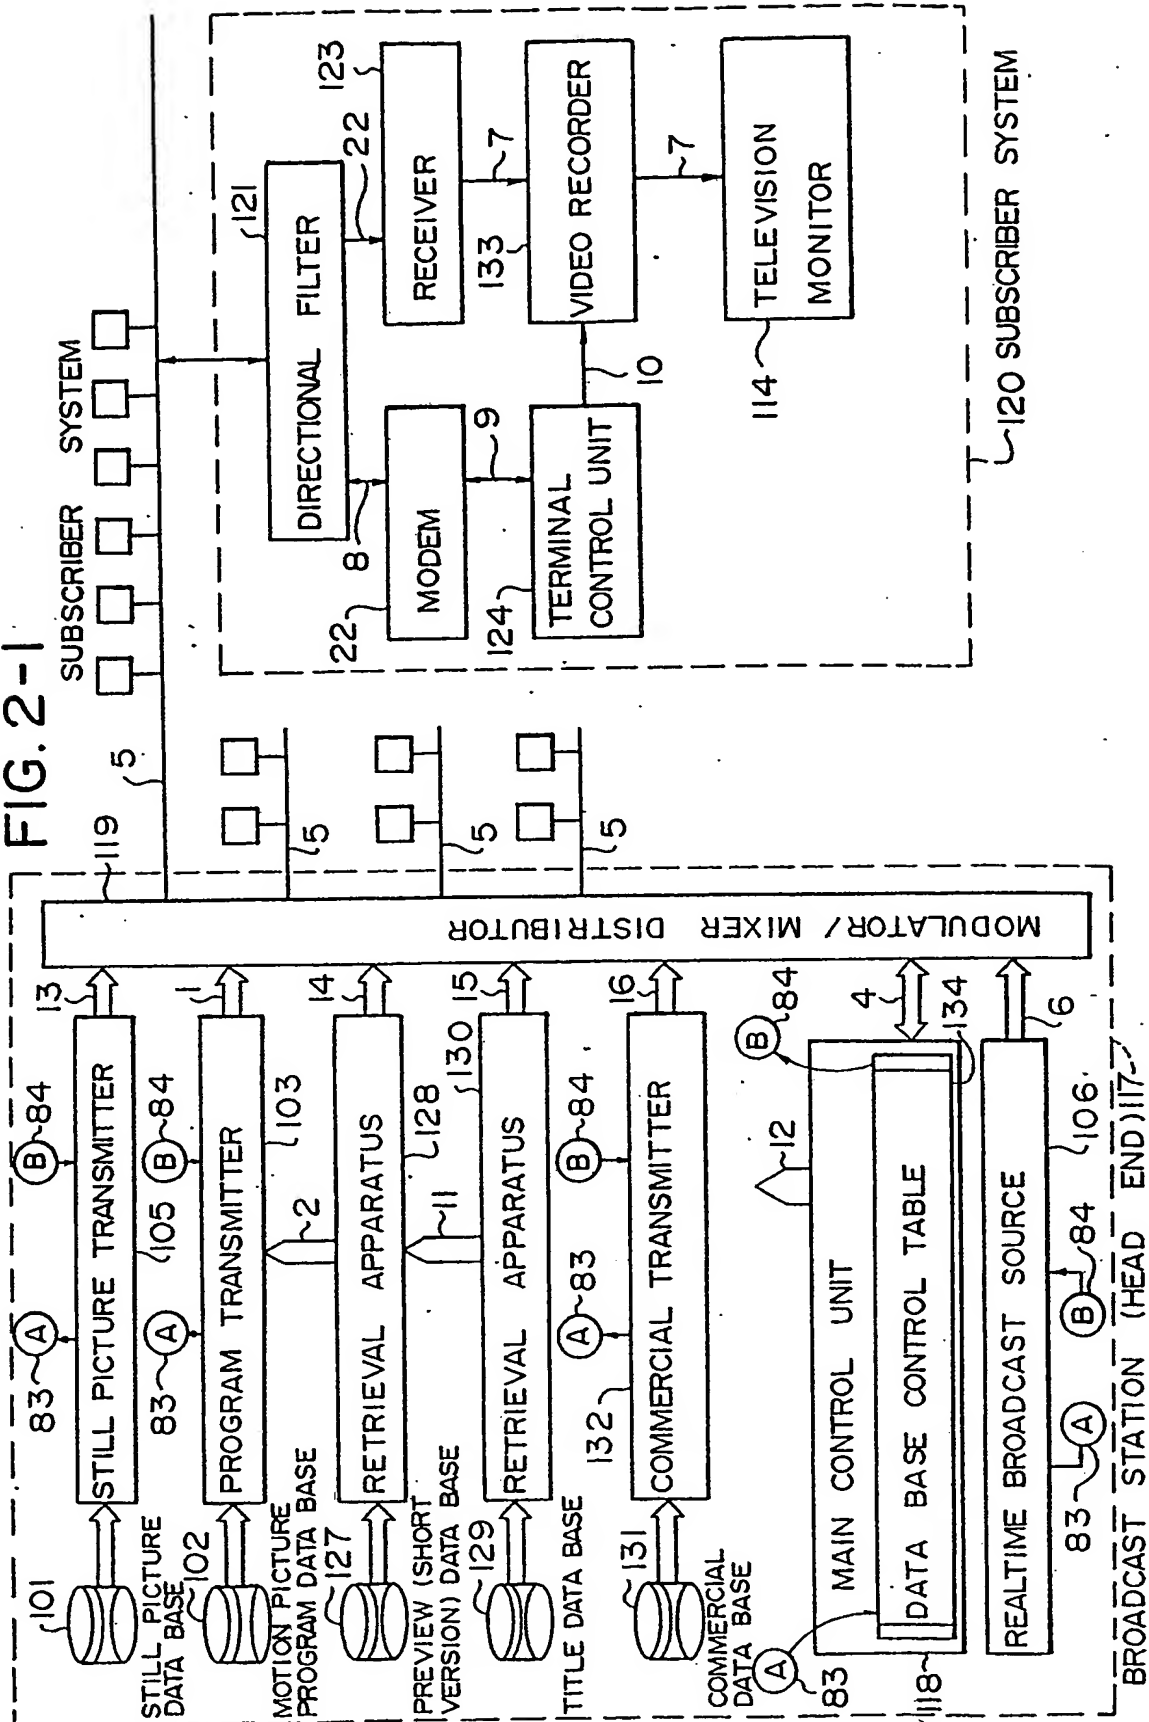 FIG. 2-1
SUBSCRIBER SYSTEM
5
119
13
1
14
15
16
4
6
MODULATOR/MIXER DISTRIBUTOR
5
5
5
101
STILL PICTURE
DATA BASE
STILL PICTURE TRANSMITTER
105
A
83
B
84
102
MOTION PICTURE
PROGRAM DATA BASE
PROGRAM TRANSMITTER
103
A
83
B
84
2
127
PREVIEW (SHORT
VERSION) DATA BASE
RETRIEVAL APPARATUS
128
11
129
TITLE DATA BASE
RETRIEVAL APPARATUS
130
131
COMMERCIAL
DATA BASE
COMMERCIAL TRANSMITTER
132
A
83
B
84
12
MAIN CONTROL UNIT
DATA BASE CONTROL TABLE
118
134
A
83
B
84
REALTIME BROADCAST SOURCE
106
A
83
B
84
BROADCAST STATION (HEAD END) 117
DIRECTIONAL FILTER
121
8
22
MODEM
22
RECEIVER
123
9
7
TERMINAL
CONTROL UNIT
124
10
VIDEO RECORDER
133
7
TELEVISION
MONITOR
114
120 SUBSCRIBER SYSTEM